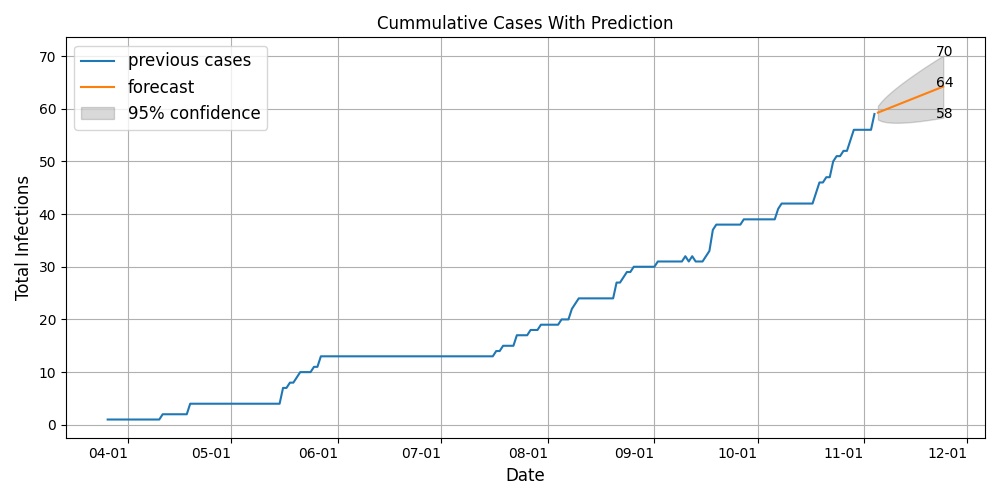 Cummulative Cases With Prediction
previous cases
forecast
95% confidence
70
64
58
Total Infections
70
60
50
40
30
20
10
0
04-01 05-01 06-01 07-01 08-01 09-01 10-01 11-01 12-01
Date